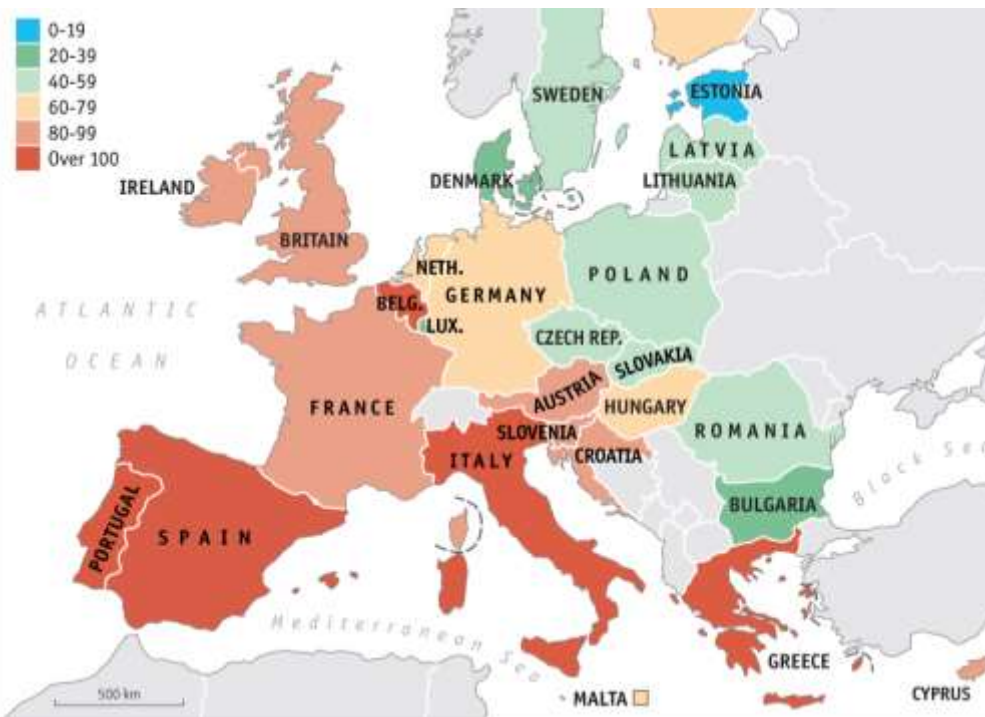 0-19
20-39
40-59
60-79
80-99
Over 100
SWEDEN
ESTONIA
LATVIA
LITHUANIA
DENMARK
IRELAND
BRITAIN
NETH.
GERMANY
POLAND
BELG.
LUX.
CZECH REP.
SLOVAKIA
ATLANTIC
OCEAN
FRANCE
AUSTRIA
HUNGARY
SLOVENIA
CROATIA
ROMANIA
ITALY
Black Sea
BULGARIA
PORTUGAL
SPAIN
Mediterranean Sea
GREECE
500 km
MALTA
CYPRUS